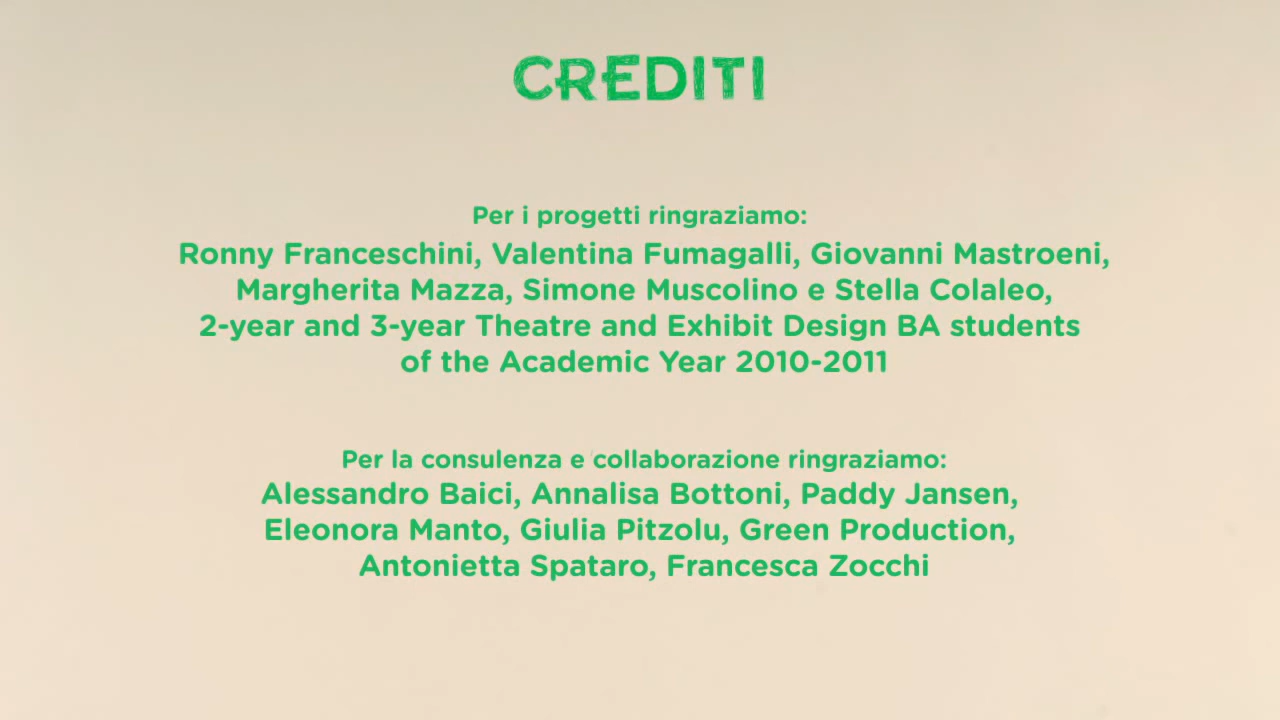 CREDITI
Per i progetti ringraziamo:
Ronny Franceschini, Valentina Fumagalli, Giovanni Mastroeni,
Margherita Mazza, Simone Muscolino e Stella Colaleo,
2-year and 3-year Theatre and Exhibit Design BA students
of the Academic Year 2010-2011
Per la consulenza e collaborazione ringraziamo:
Alessandro Baici, Annalisa Bottoni, Paddy Jansen,
Eleonora Manto, Giulia Pitzolu, Green Production,
Antonietta Spataro, Francesca Zocchi